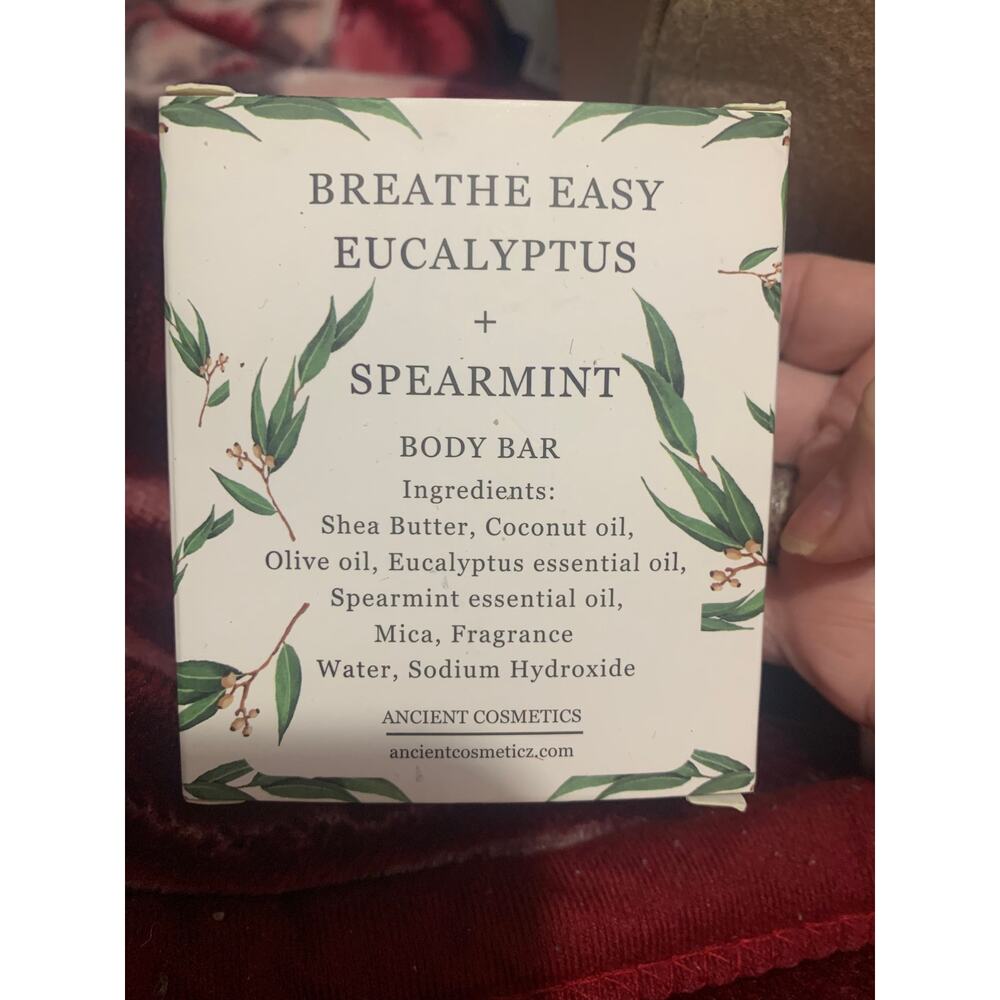 BREATHE EASY
EUCALYPTUS
+
SPEARMINT
BODY BAR
Ingredients:
Shea Butter, Coconut oil,
Olive oil, Eucalyptus essential oil,
Spearmint essential oil,
Mica, Fragrance
Water, Sodium Hydroxide
ANCIENT COSMETICS
ancientcosmeticz.com